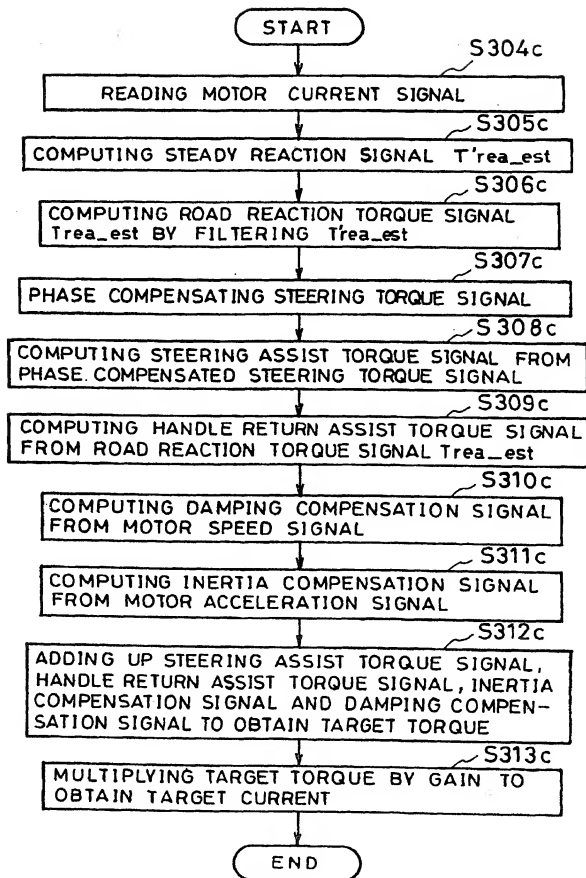 START
S304c
READING MOTOR CURRENT SIGNAL
S305c
COMPUTING STEADY REACTION SIGNAL T'rea_est
S306c
COMPUTING ROAD REACTION TORQUE SIGNAL
Trea_est BY FILTERING T'rea_est
S307c
PHASE COMPENSATING STEERING TORQUE SIGNAL
S308c
COMPUTING STEERING ASSIST TORQUE SIGNAL FROM
PHASE.COMPENSATED STEERING TORQUE SIGNAL
S309c
COMPUTING HANDLE RETURN ASSIST TORQUE SIGNAL
FROM ROAD REACTION TORQUE SIGNAL Trea_est
S310c
COMPUTING DAMPING COMPENSATION SIGNAL
FROM MOTOR SPEED SIGNAL
S311c
COMPUTING INERTIA COMPENSATION SIGNAL
FROM MOTOR ACCELERATION SIGNAL
S312c
ADDING UP STEERING ASSIST TORQUE SIGNAL,
HANDLE RETURN ASSIST TORQUE SIGNAL, INERTIA
COMPENSATION SIGNAL AND DAMPING COMPEN-
SATION SIGNAL TO OBTAIN TARGET TORQUE
S313c
MULTIPLYING TARGET TORQUE BY GAIN TO
OBTAIN TARGET CURRENT
END